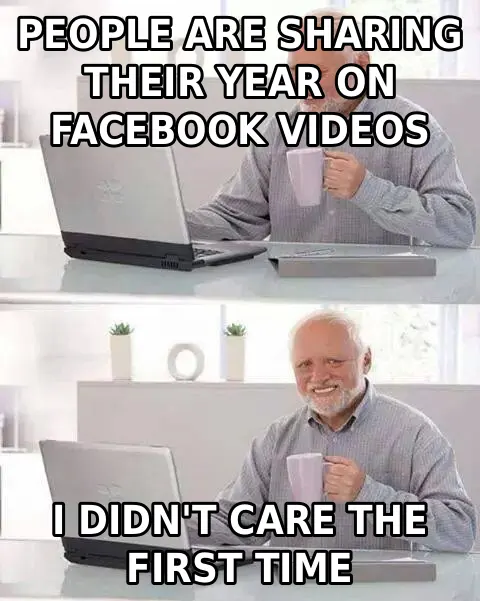 PEOPLE ARE SHARING
THEIR YEAR ON
FACEBOOK VIDEOS
I DIDN'T CARE THE
FIRST TIME